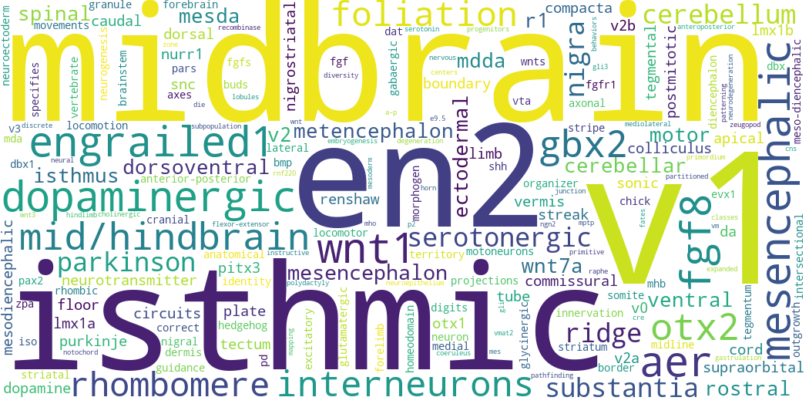 midbrain
en2
v1
isthmic
engrailed1
dopaminergic
mid/hindbrain
foliation
cerebellum
r1
compacta
v2b
lmx1b
nigra
mdda
boundary
tegmental
postmitotic
meso-diencephalic
diencephalon
spinal
caudal
forebrain
granule
mesda
movements
neuroectoderm
neurogenesis
dorsal
nurr1
specifies
vertebrate
fgfs
buds
brainstem
pars
snc
axes
recombinase
lobules
zone
nigrostriatal
fgf
diversity
die
dat
serotonin
behaviors
gabaergic
wnts
nervous
centers
vta
fgfr1
axonal
progenitors
gli3
anteroposterior
dbx
patterning
neurodegeneration
v3
discrete
locomotion
wnt
a-p
e9.5
mediolateral
stripe
mda
neural
subpopulation
v2
lateral
metencephalon
limb
ectodermal
gbx2
colliculus
motor
apical
mesencephalic
dbx1
isthmus
dorsoventral
bmp
embryogenesis
degeneration
shh
morphogen
cerebellar
sonic
primordium
zeugopod
cns
partitioned
anterior-posterior
rnf220
mesoderm
horn
organizer
junction
chick
evx1
classes
vm
vermis
renshaw
wnt3
hindlimb
cholinergic
streak
ngn2
mptp
fates
da
expanded
cranial
flexor-extensor
mho
p2
primitive
fgf8
intersectional
outgrowth
locomotor
instructive
motoneurons
serotonergic
raphe
mhb
wnt1
wnt7a
anatomical
territory
mesodiencephalic
parkinson
pitx3
mesencephalon
commissural
pax2
neurotransmitter
identity
polydactyly
neuroepithelium
projections
tube
somite
v0
ventral
tegmentum
rhombic
zpa
floor
plate
circuits
hedgehog
excitatory
glutamatergic
forelimb
homeodomain
otx1
digits
glycinergic
innervation
cre
otx2
midline
lmx1a
correct
neuron
ridge
iso
purkinje
nigral
tectum
pd
mapping
medial
vmat2
striatum
v2a
cord
supraorbital
notochord
dermis
coeruleus
mes
border
gastrulation
striatal
guidance
pathfinding
aer
dopamine
rhombomere
interneurons
substantia
rostral